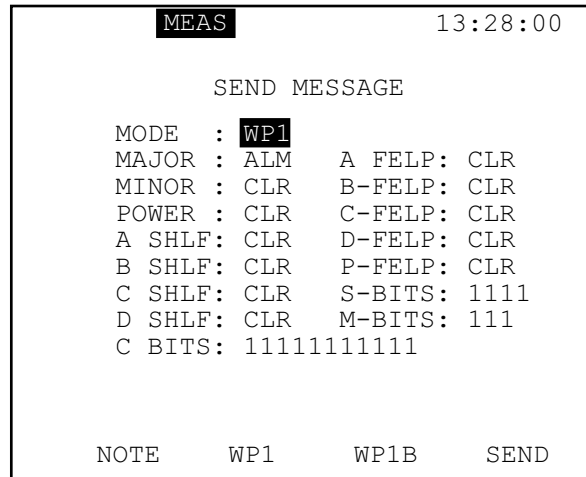 MEAS 13:28:00
SEND MESSAGE
MODE : WP1
MAJOR : ALM A FELP: CLR
MINOR : CLR B-FELP: CLR
POWER : CLR C-FELP: CLR
A SHLF: CLR D-FELP: CLR
B SHLF: CLR P-FELP: CLR
C SHLF: CLR S-BITS: 1111
D SHLF: CLR M-BITS: 111
C BITS: 11111111111
NOTE WP1 WP1B SEND